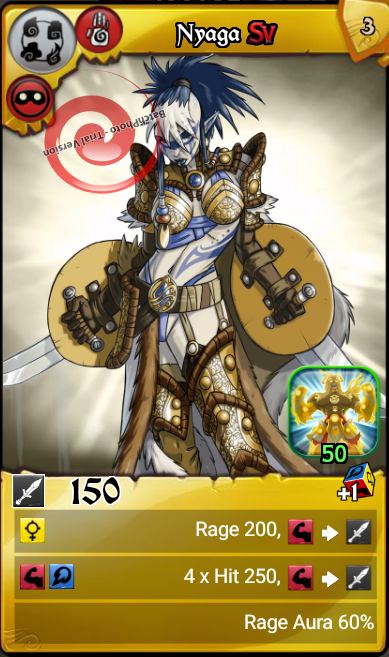 Nyaga Sv
3
BatchPhoto - Trial Version
50
150
+1
Rage 200,
4 x Hit 250,
Rage Aura 60%